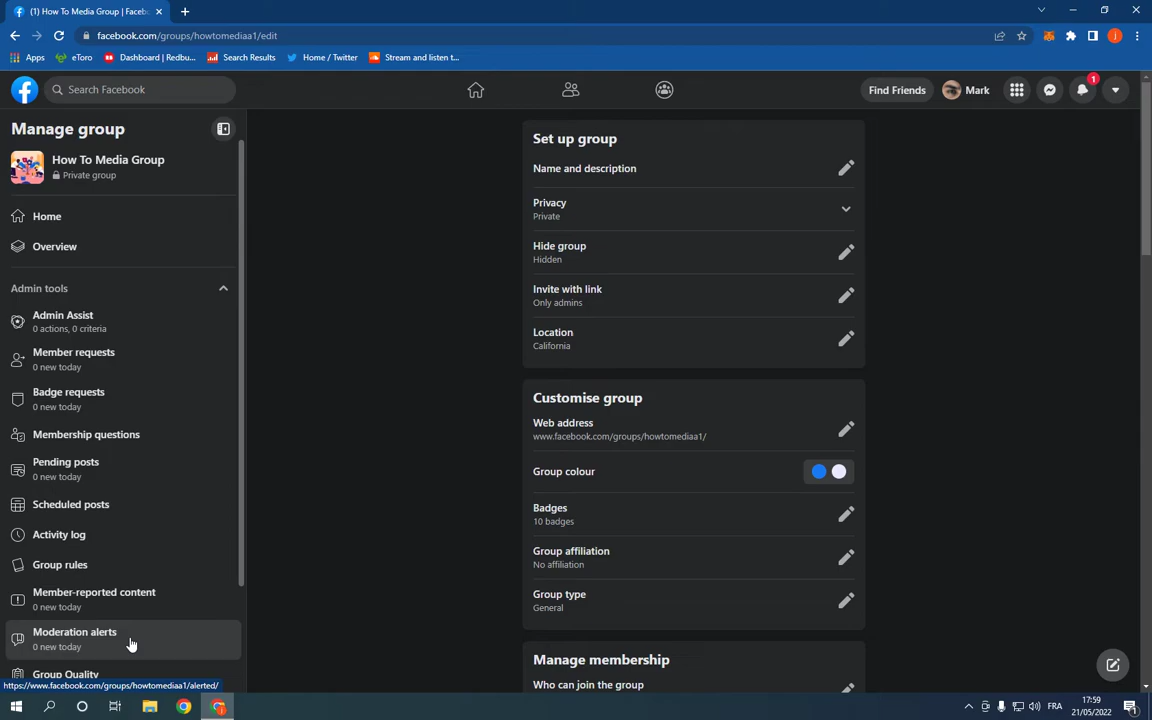 (1) How To Media Group | Faceb
facebook.com/groups/howtomediaa1/edit
Apps
eToro
Dashboard | Redbu...
Search Results
Home / Twitter
Stream and listen t...
Search Facebook
Find Friends
Mark
1
Manage group
How To Media Group
Private group
Home
Overview
Admin tools
Admin Assist
0 actions, 0 criteria
Member requests
0 new today
Badge requests
0 new today
Membership questions
Pending posts
0 new today
Scheduled posts
Activity log
Group rules
Member-reported content
0 new today
Moderation alerts
0 new today
Group Quality
https://www.facebook.com/groups/howtomediaa1/alerted/
Set up group
Name and description
Privacy
Private
Hide group
Hidden
Invite with link
Only admins
Location
California
Customise group
Web address
www.facebook.com/groups/howtomediaa1/
Group colour
Badges
10 badges
Group affiliation
No affiliation
Group type
General
Manage membership
Who can join the group
FRA
17:59
21/05/2022